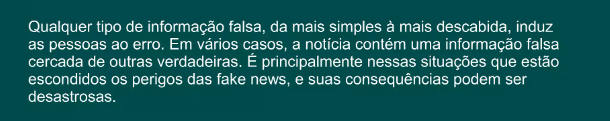 Qualquer tipo de informação falsa, da mais simples à mais descabida, induz
as pessoas ao erro. Em vários casos, a notícia contém uma informação falsa
cercada de outras verdadeiras. É principalmente nessas situações que estão
escondidos os perigos das fake news, e suas consequências podem ser
desastrosas.